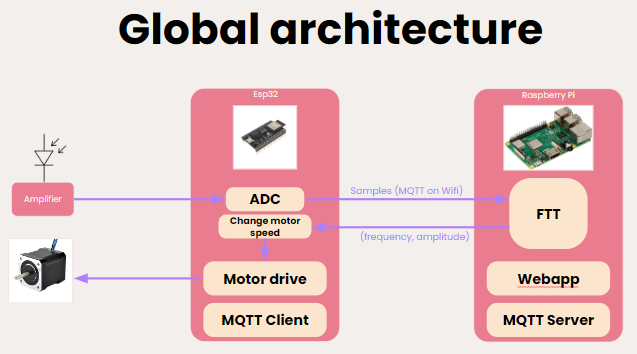 Global architecture
Esp32
Raspberry Pi
Amplifier
ADC
Samples (MQTT on Wifi)
FTT
Change motor
speed
(frequency, amplitude)
Motor drive
Webapp
MQTT Client
MQTT Server